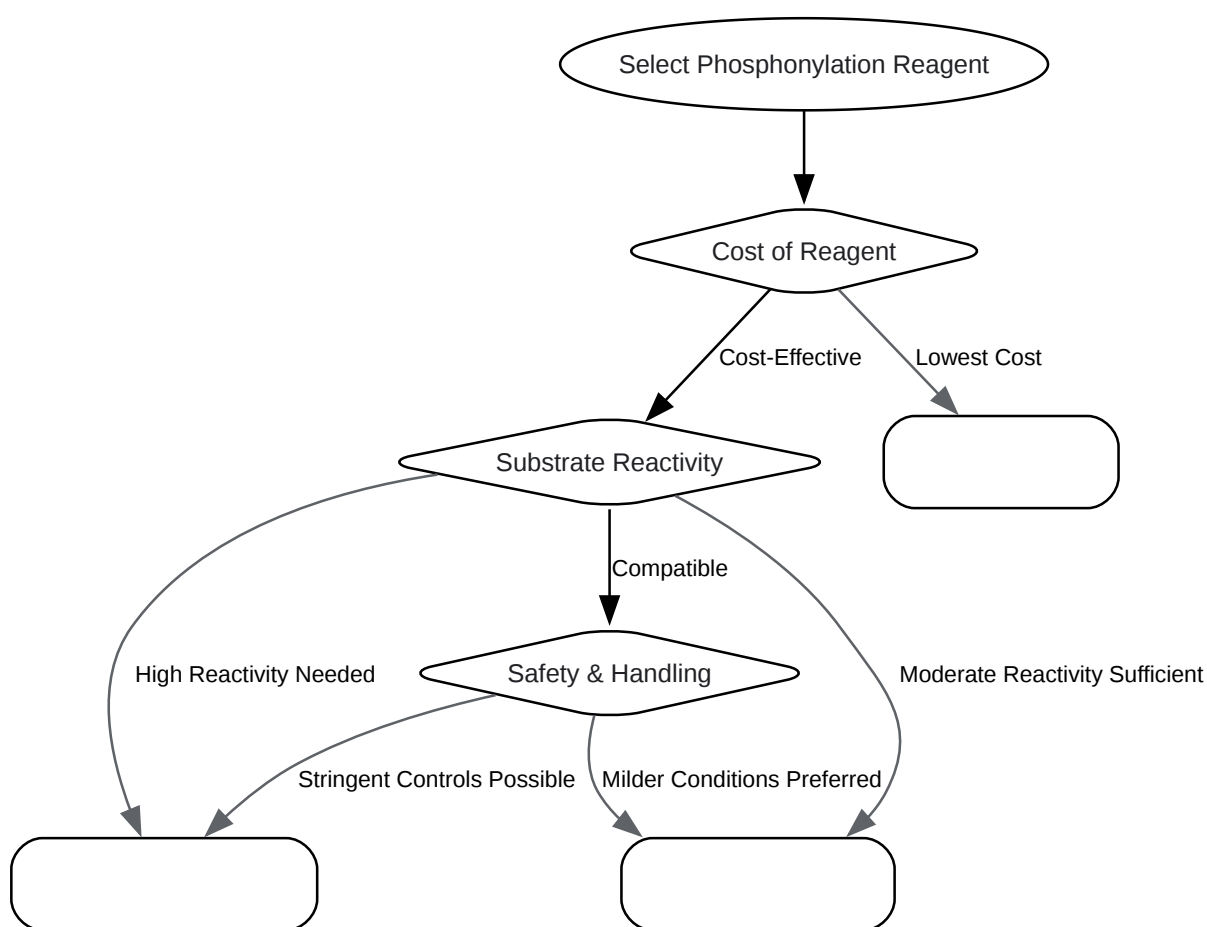 Select Phosphonylation Reagent
Cost of Reagent
Cost-Effective
Lowest Cost
Substrate Reactivity
Compatible
High Reactivity Needed
Safety & Handling
Moderate Reactivity Sufficient
Stringent Controls Possible
Milder Conditions Preferred